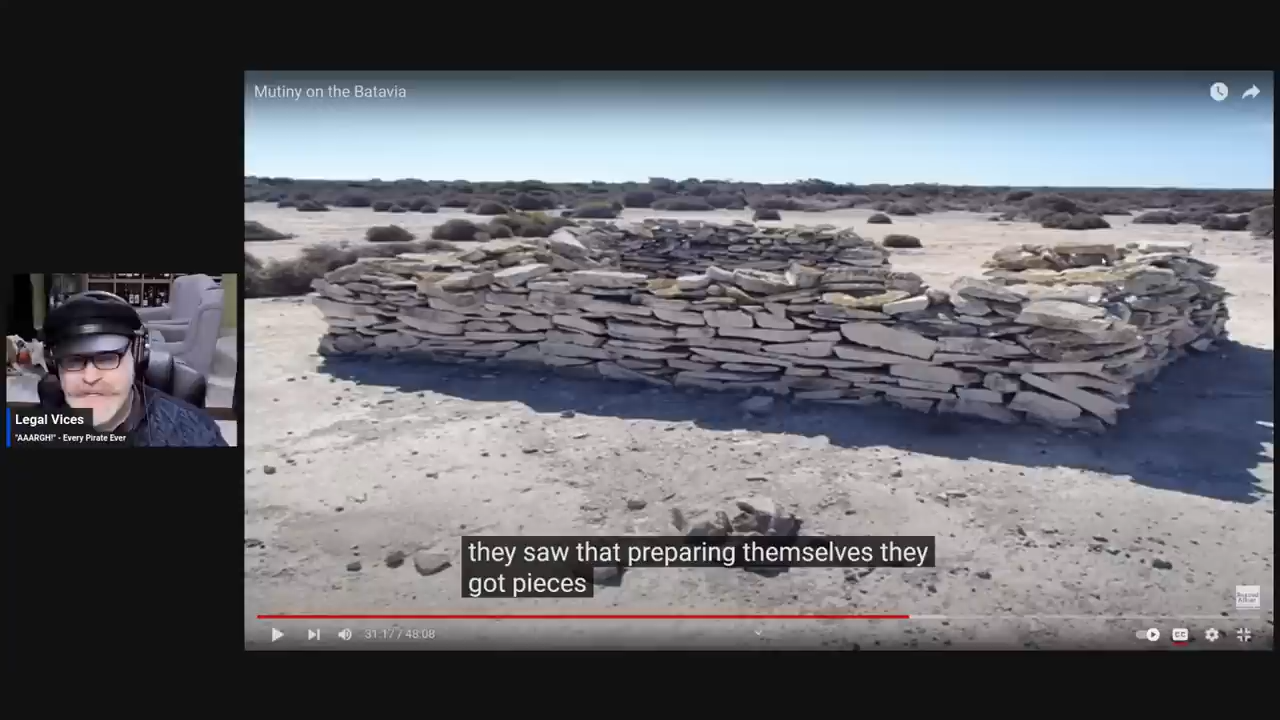 Mutiny on the Batavia
Legal Vices
"AAARGH!" - Every Pirate Ever
they saw that preparing themselves they
got pieces
31:17 / 48:08
CC